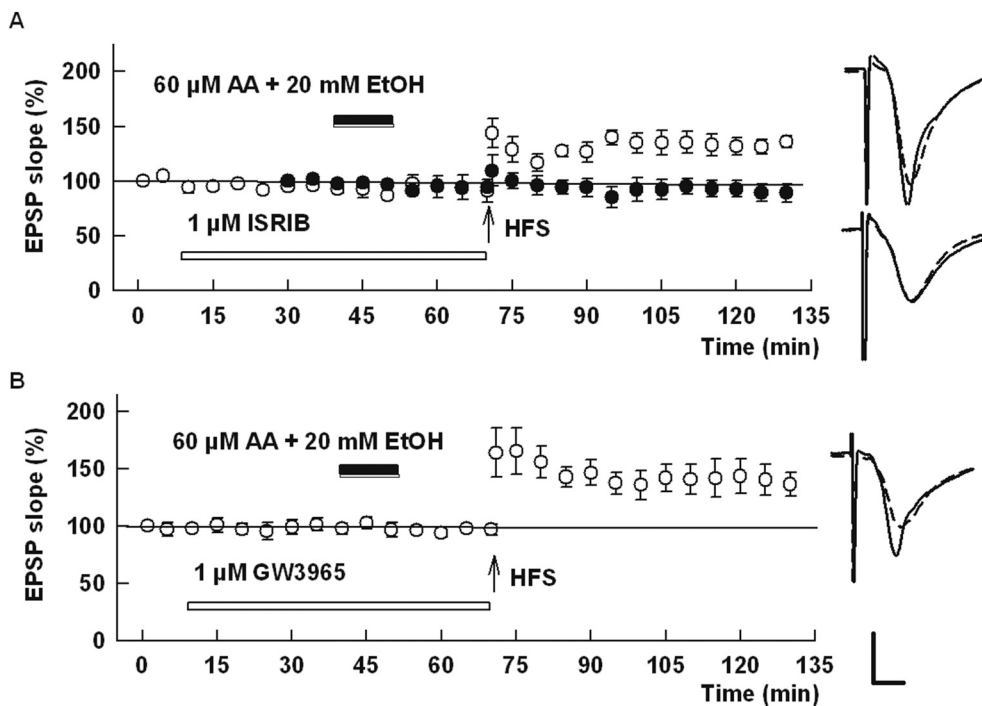 A
EPSP slope (%)
200
150
100
50
0
60 µM AA + 20 mM EtOH
1 µM ISRIB
HFS
0 15 30 45 60 75 90 105 120 135
Time (min)
B
EPSP slope (%)
200
150
100
50
0
60 µM AA + 20 mM EtOH
1 µM GW3965
HFS
0 15 30 45 60 75 90 105 120 135
Time (min)